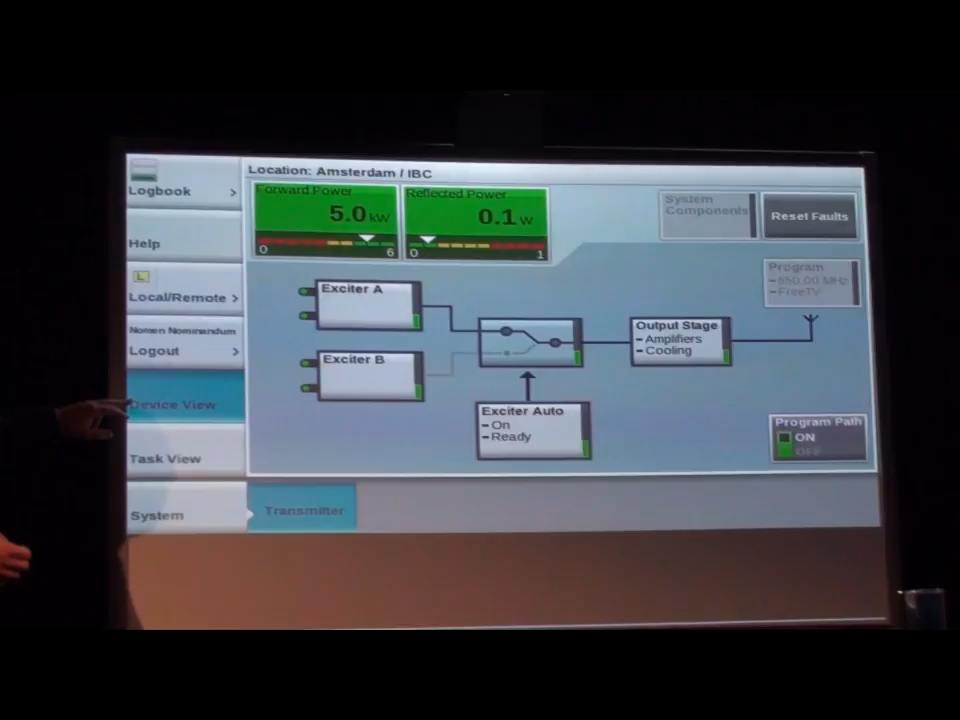 Logbook >
Help
L
Local/Remote >
Nomen Nominandum
Logout >
Device View
Task View
System
Transmitter
Location: Amsterdam / IBC
Forward Power
5.0 kW
0 6
Reflected Power
0.1 W
0 1
System
Components
Reset Faults
Program
650.00 MHz
FreeTV
Exciter A
Exciter B
Output Stage
Amplifiers
Cooling
Exciter Auto
On
Ready
Program Path
ON
OFF